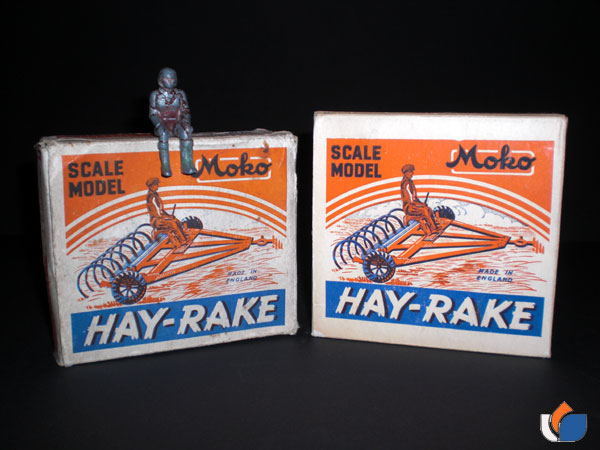 SCALE
MODEL
Moko
MADE IN
ENGLAND
HAY-RAKE
SCALE
MODEL
Moko
MADE IN
ENGLAND
HAY-RAKE